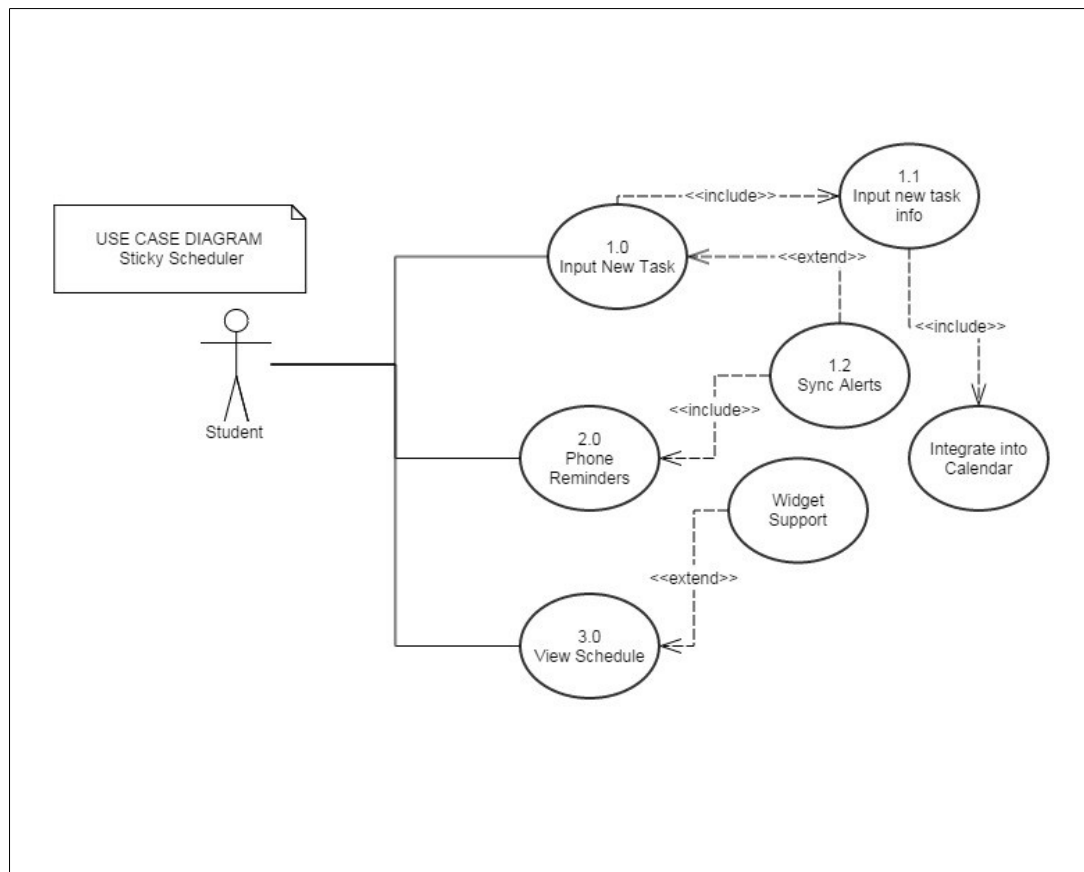 USE CASE DIAGRAM
Sticky Scheduler
Student
1.0
Input New Task
<<include>>
1.1
Input new task
info
<<extend>>
<<include>>
1.2
Sync Alerts
<<include>>
2.0
Phone
Reminders
Integrate into
Calendar
Widget
Support
<<extend>>
3.0
View Schedule